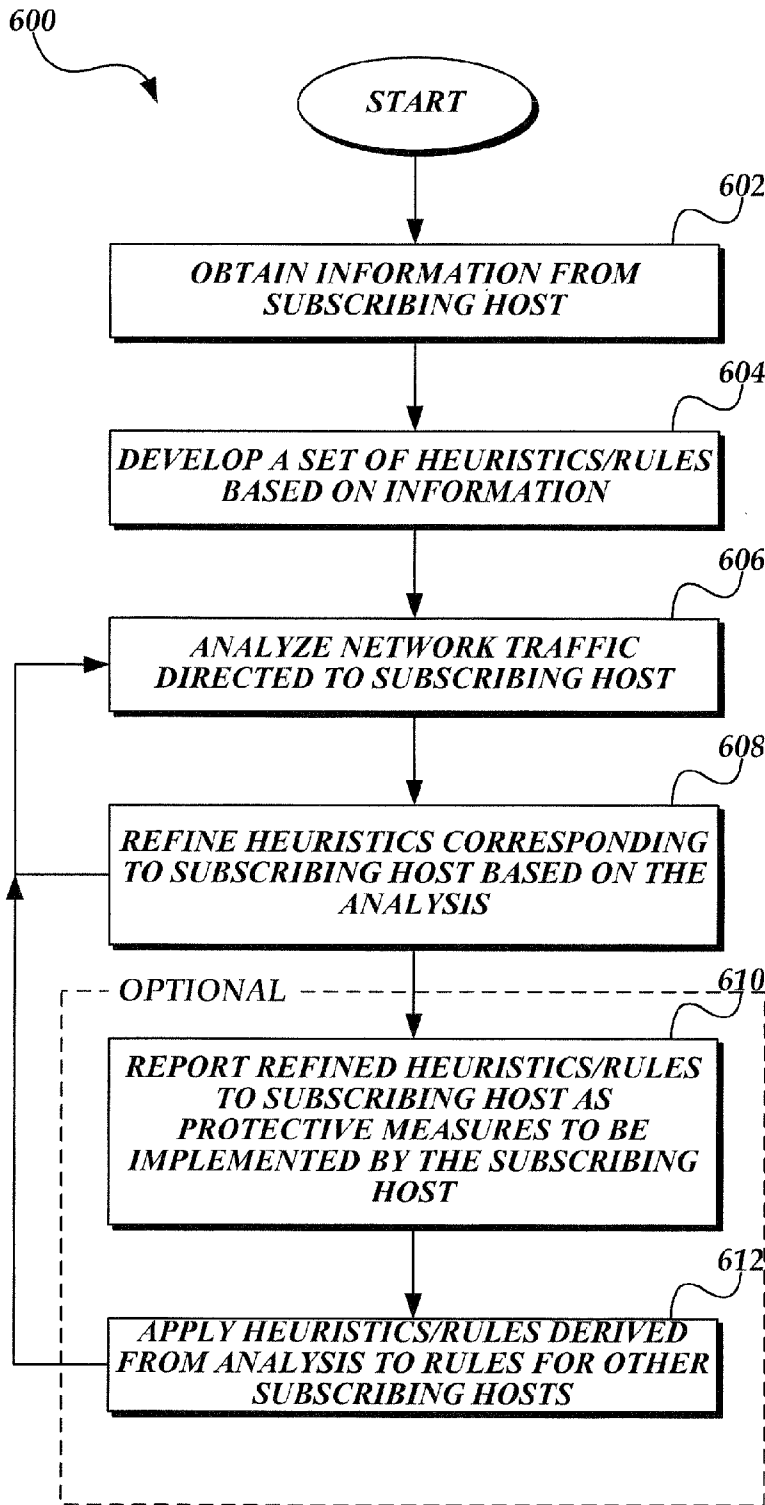 600
START
602
OBTAIN INFORMATION FROM
SUBSCRIBING HOST
604
DEVELOP A SET OF HEURISTICS/RULES
BASED ON INFORMATION
606
ANALYZE NETWORK TRAFFIC
DIRECTED TO SUBSCRIBING HOST
608
REFINE HEURISTICS CORRESPONDING
TO SUBSCRIBING HOST BASED ON THE
ANALYSIS
OPTIONAL
610
REPORT REFINED HEURISTICS/RULES
TO SUBSCRIBING HOST AS
PROTECTIVE MEASURES TO BE
IMPLEMENTED BY THE SUBSCRIBING
HOST
612
APPLY HEURISTICS/RULES DERIVED
FROM ANALYSIS TO RULES FOR OTHER
SUBSCRIBING HOSTS